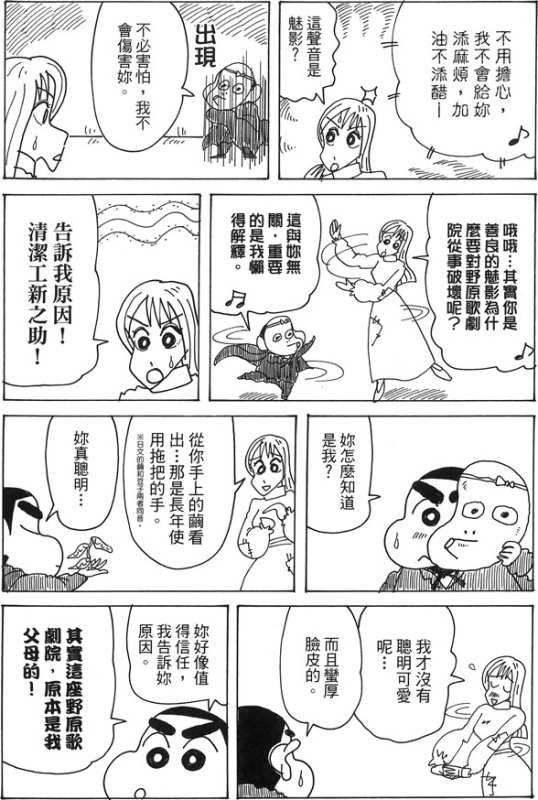 不用擔心，
我不會給妳
添麻煩，加
油不添醋－
這聲音是
魅影？
出現
不必害怕，我不
會傷害妳。
哦哦…其實你是
善良的魅影為什
麼要對野原歌劇
院從事破壞呢？
這與妳無
關，重要
的是我懶
得解釋。
告訴我原因！
清潔工新之助！
妳怎麼知道
是我？
從你手上的繭看
出…那是長年使
用拖把的手。
※日文的繭和豆子兩者同音。
妳真聰明…
我才沒有
聰明可愛
呢…
而且蠻厚
臉皮的。
妳好像值
得信任，
我告訴妳
原因。
其實這座野原歌
劇院，原本是我
父母的！